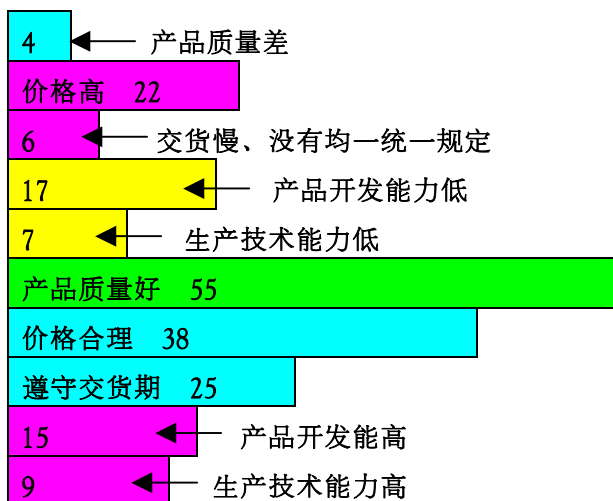 4 产品质量差
价格高 22
6 交货慢、没有均一统一规定
17 产品开发能力低
7 生产技术能力低
产品质量好 55
价格合理 38
遵守交货期 25
15 产品开发能高
9 生产技术能力高